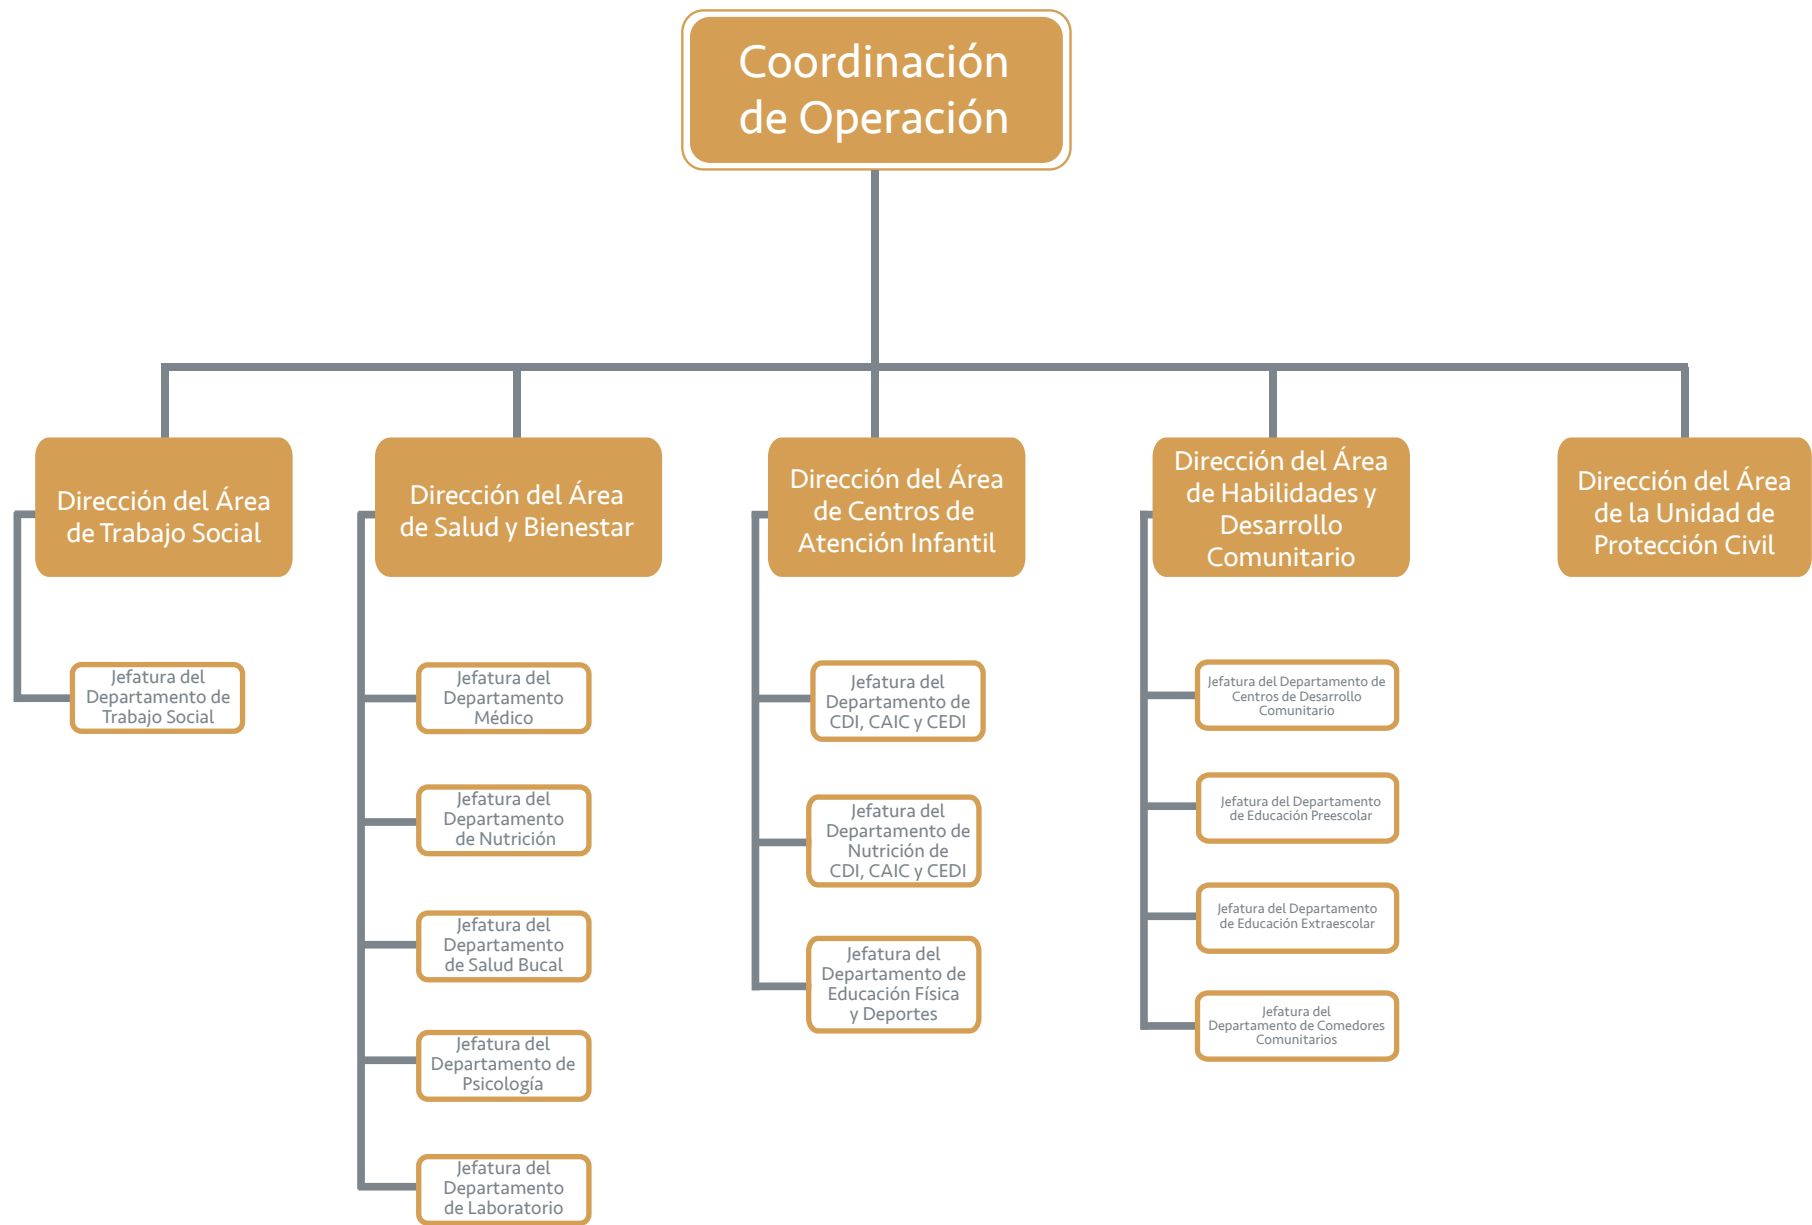 Coordinación
de Operación
Dirección del Área
de Trabajo Social
Jefatura del
Departamento de
Trabajo Social
Dirección del Área
de Salud y Bienestar
Jefatura del
Departamento
Médico
Jefatura del
Departamento
de Nutrición
Jefatura del
Departamento
de Salud Bucal
Jefatura del
Departamento de
Psicología
Jefatura del
Departamento
de Laboratorio
Dirección del Área
de Centros de
Atención Infantil
Jefatura del
Departamento de
CDI, CAIC y CEDI
Jefatura del
Departamento de
Nutrición de
CDI, CAIC y CEDI
Jefatura del
Departamento de
Educación Física
y Deportes
Dirección del Área
de Habilidades y
Desarrollo
Comunitario
Jefatura del Departamento de
Centros de Desarrollo
Comunitario
Jefatura del Departamento
de Educación Preescolar
Jefatura del Departamento
de Educación Extraescolar
Jefatura del
Departamento de Comedores
Comunitarios
Dirección del Área
de la Unidad de
Protección Civil